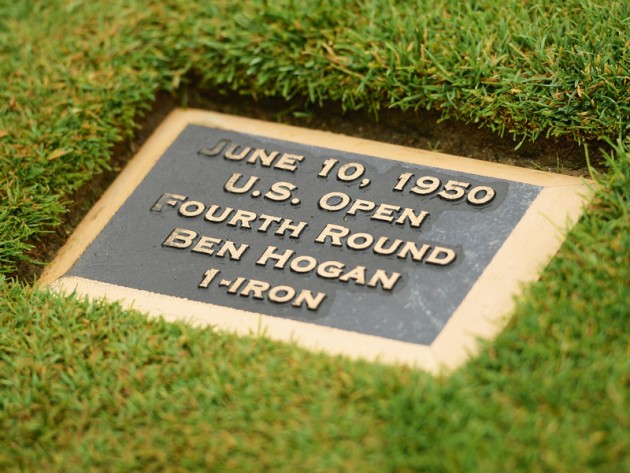 June 10, 1950
U.S. Open
Fourth Round
Ben Hogan
1-iron